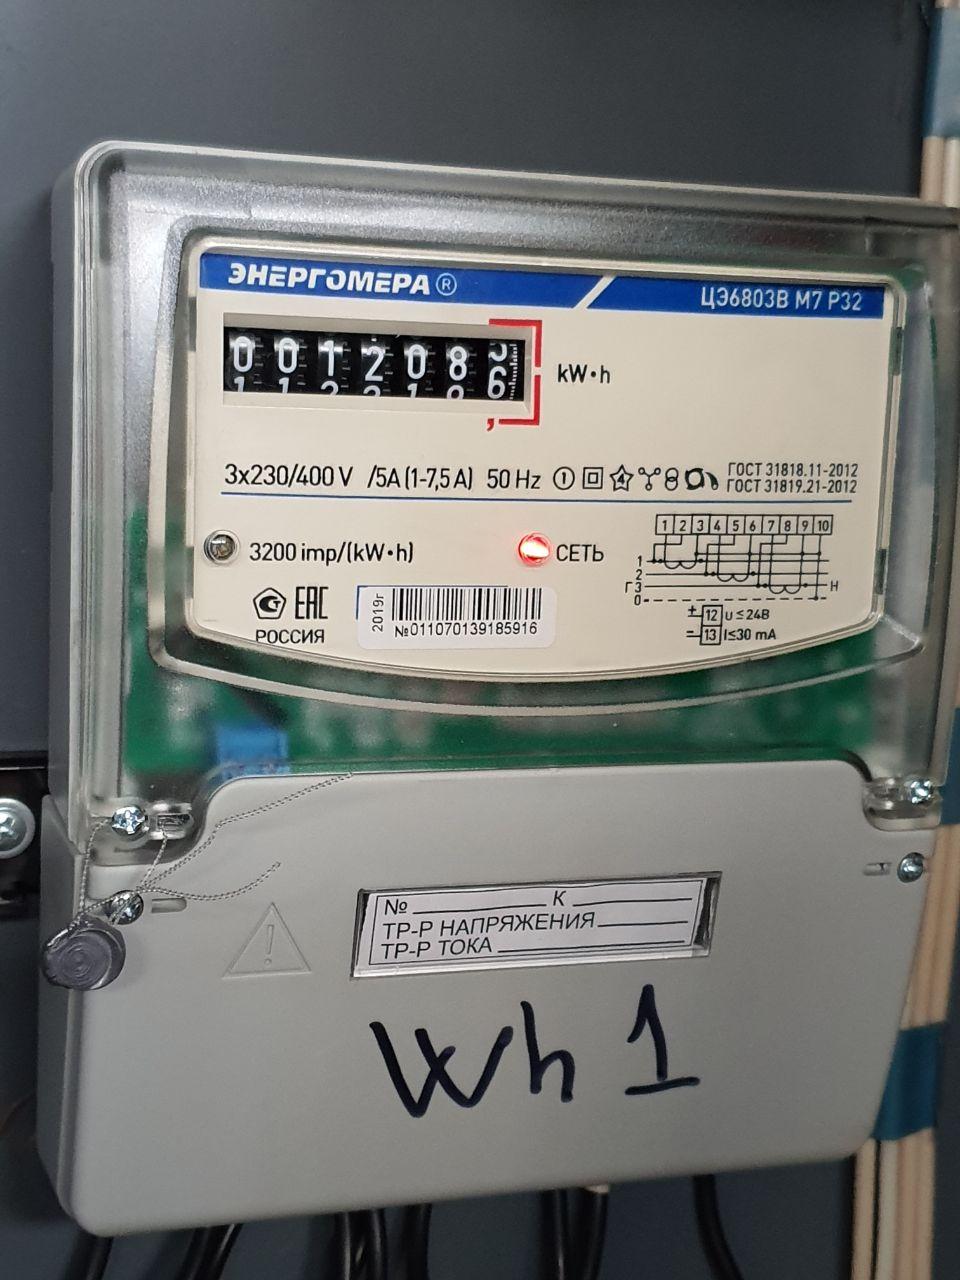 ЭНЕРГОМЕРА®
ЦЭ6803В М7 Р32
0012086
kW•h
,
3x230/400 V /5A (1-7,5 A) 50 Hz
ГОСТ 31818.11-2012
ГОСТ 31819.21-2012
3200 imp/(kW•h)
СЕТЬ
1 2 3 4 5 6 7 8 9 10
1
2
Г 3 Н
0
+ 12 U≤24В
= 13 I≤30 mA
ЕАС
РОССИЯ
2019г
№011070139185916
№ К
ТР-Р НАПРЯЖЕНИЯ
ТР-Р ТОКА
Wh 1